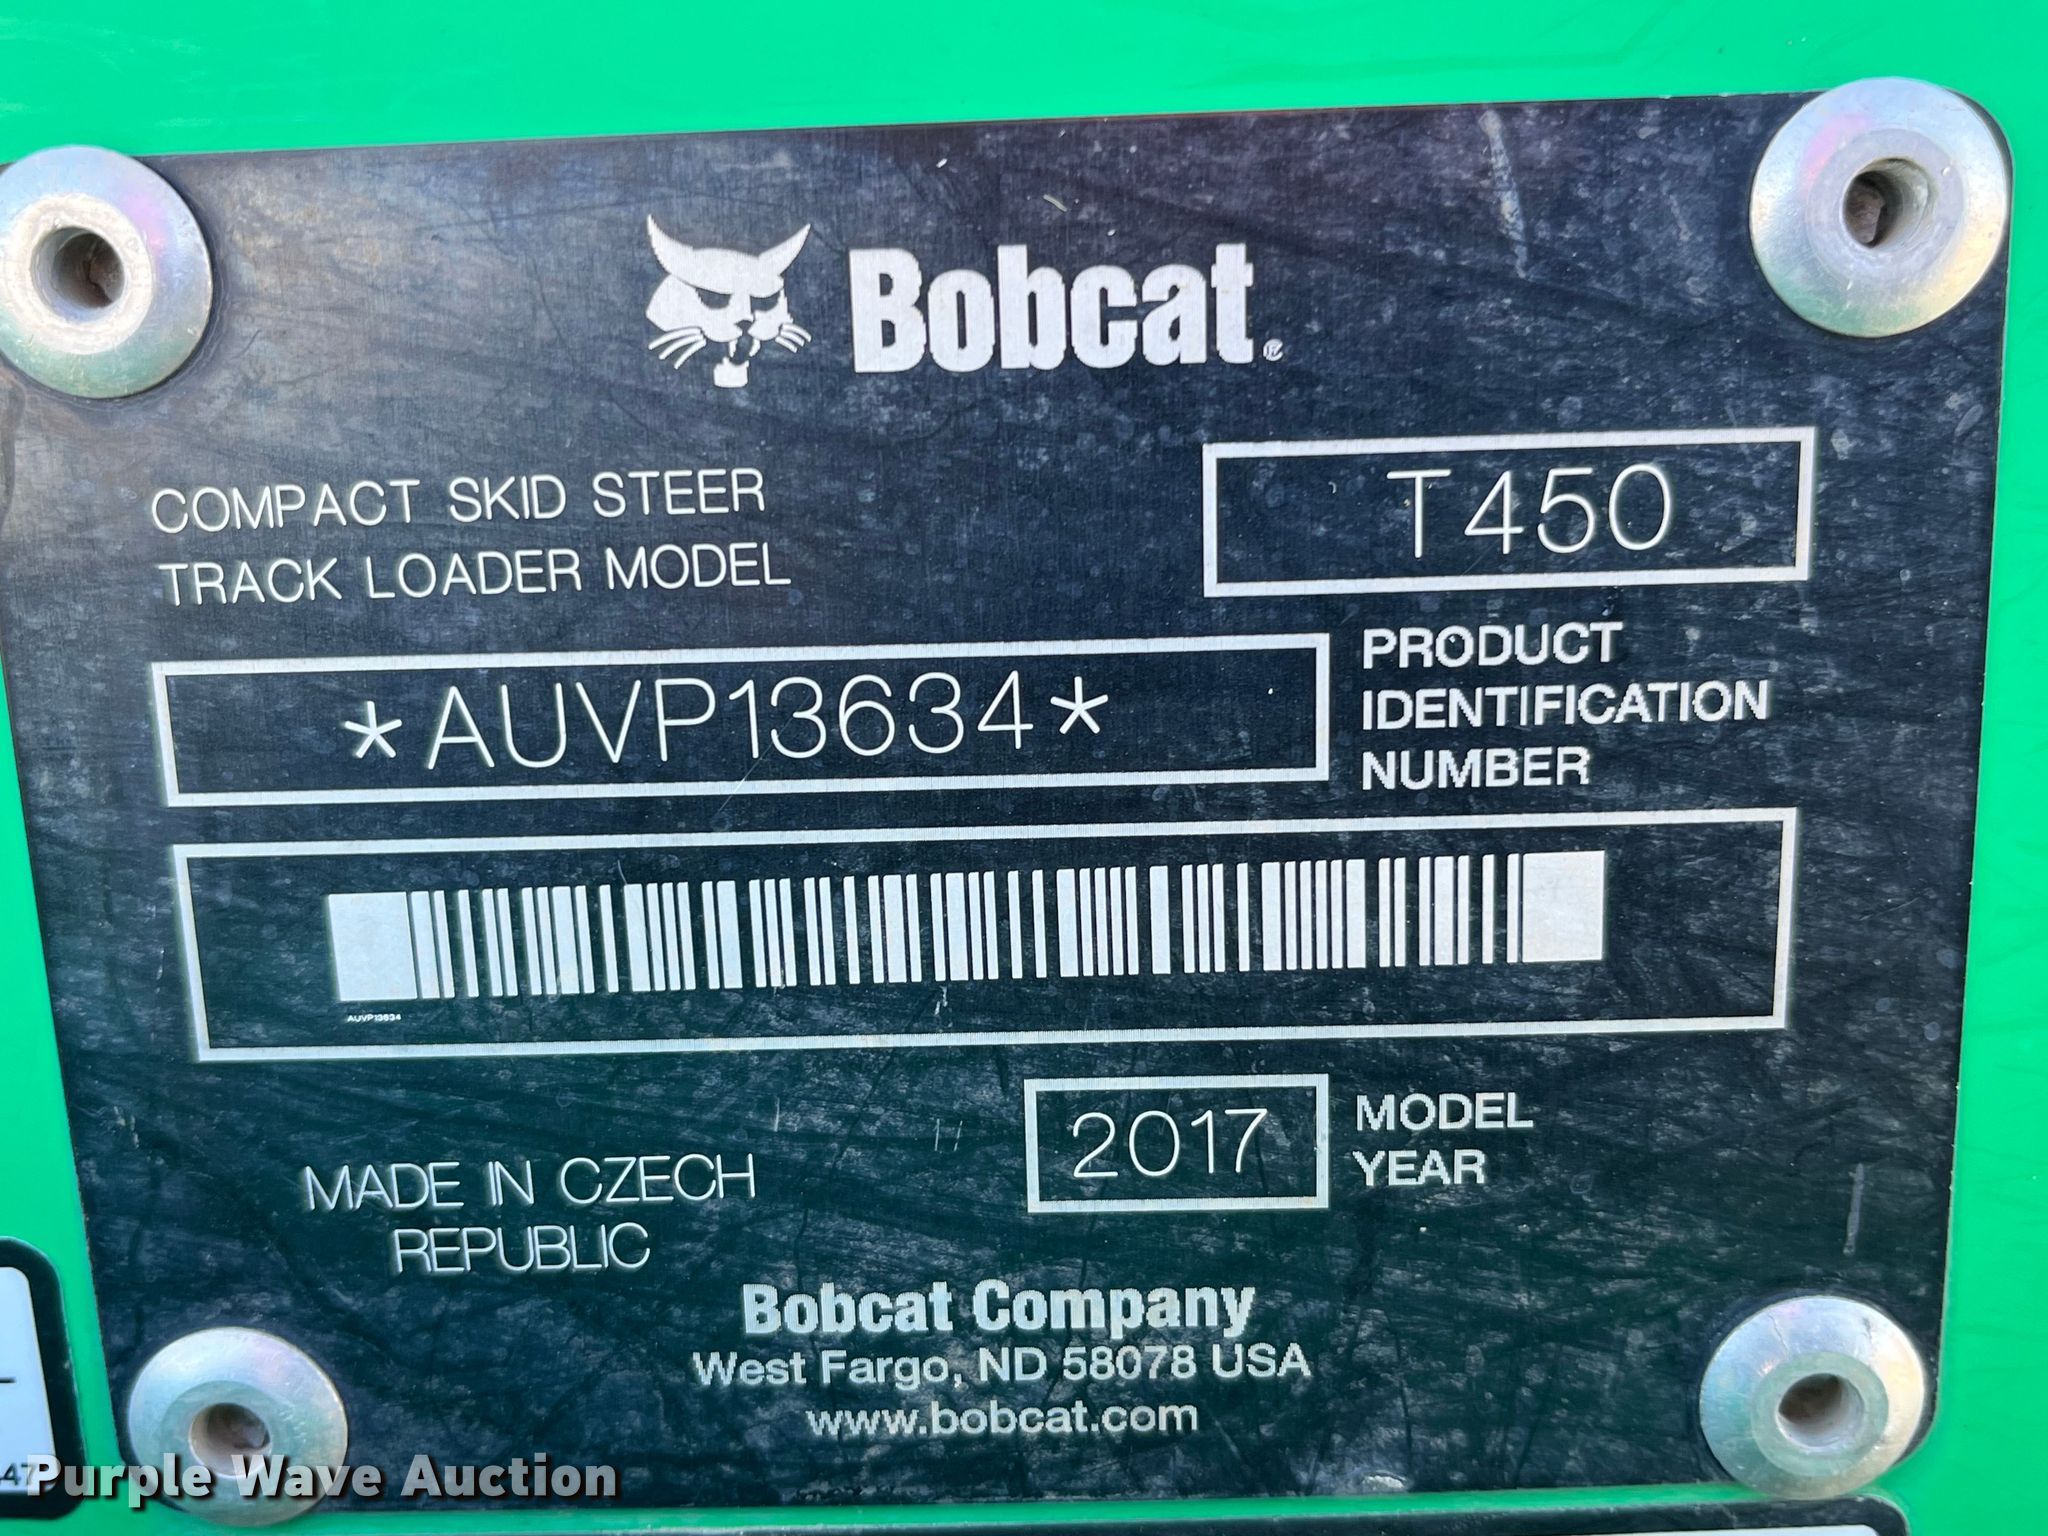 Bobcat®
COMPACT SKID STEER
TRACK LOADER MODEL
T450
*AUVP13634*
PRODUCT
IDENTIFICATION
NUMBER
AUVP13634
MADE IN CZECH
REPUBLIC
2017
MODEL
YEAR
Bobcat Company
West Fargo, ND 58078 USA
www.bobcat.com
Purple Wave Auction